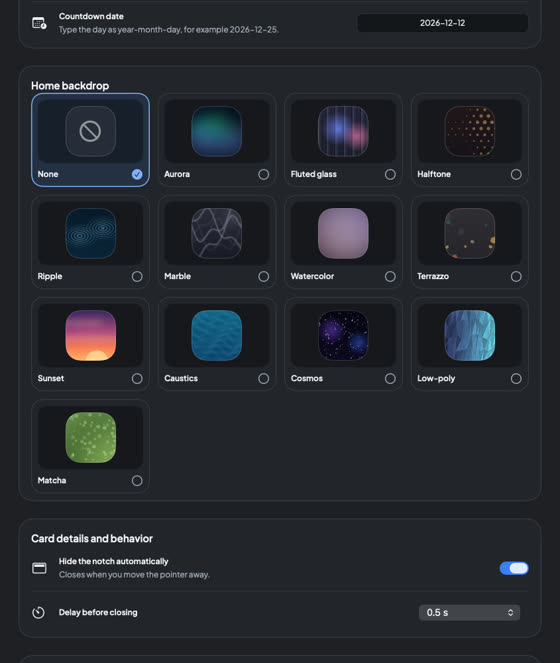 Countdown date
Type the day as year-month-day, for example 2026-12-25.
2026-12-12
Home backdrop
None
Aurora
Fluted glass
Halftone
Ripple
Marble
Watercolor
Terrazzo
Sunset
Caustics
Cosmos
Low-poly
Matcha
Card details and behavior
Hide the notch automatically
Closes when you move the pointer away.
Delay before closing
0.5 s